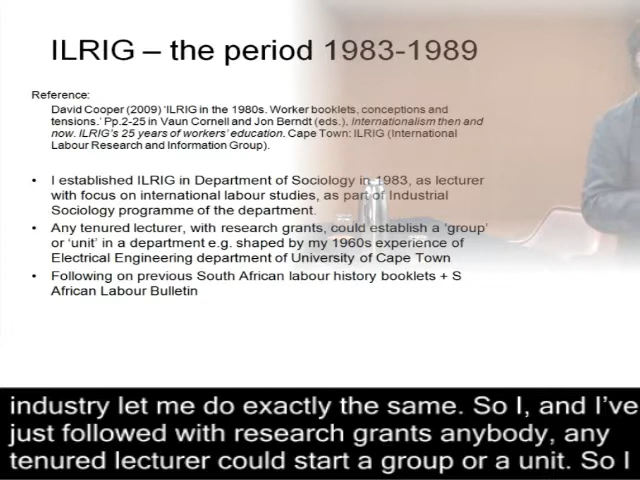 ILRIG – the period 1983-1989
Reference:
David Cooper (2009) ‘ILRIG in the 1980s. Worker booklets, conceptions and
tensions.’ Pp.2-25 in Vaun Cornell and Jon Berndt (eds.), Internationalism then and
now. ILRIG's 25 years of workers' education. Cape Town: ILRIG (International
Labour Research and Information Group).
• I established ILRIG in Department of Sociology in 1983, as lecturer
with focus on international labour studies, as part of Industrial
Sociology programme of the department.
• Any tenured lecturer, with research grants, could establish a ‘group’
or ‘unit’ in a department e.g. shaped by my 1960s experience of
Electrical Engineering department of University of Cape Town
• Following on previous South African labour history booklets + S
African Labour Bulletin
industry let me do exactly the same. So I, and I've
just followed with research grants anybody, any
tenured lecturer could start a group or a unit. So I